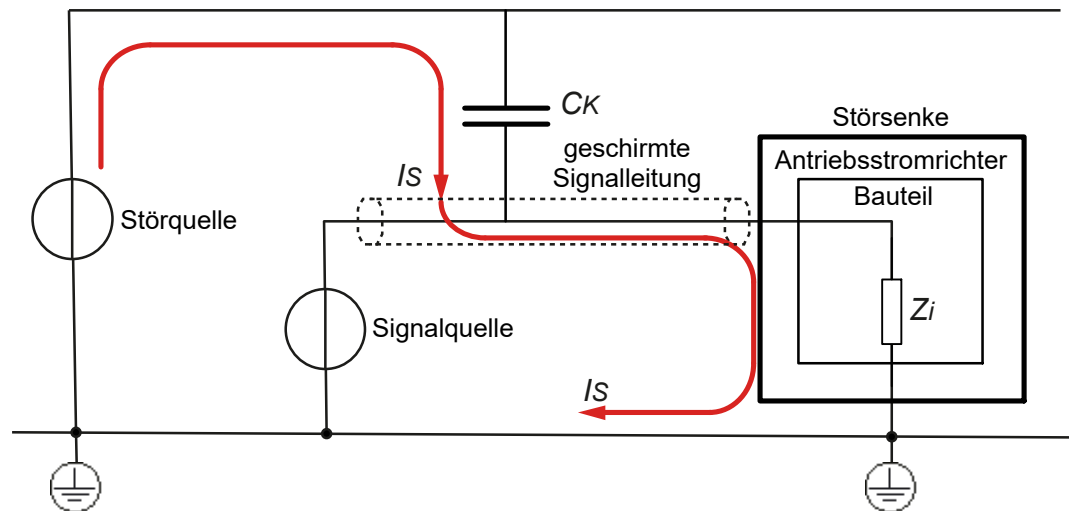 CK
Störsenke
geschirmte
Signalleitung
Antriebsstromrichter
Bauteil
IS
Störquelle
Signalquelle
Zi
IS